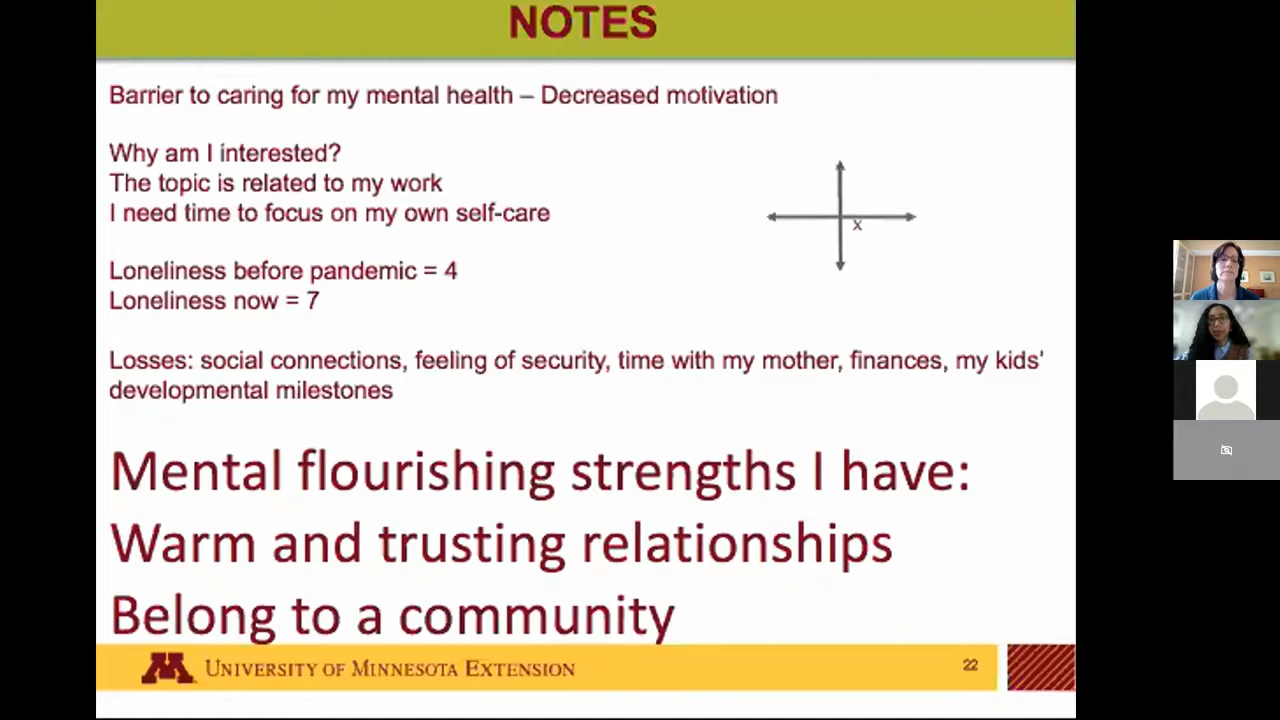 NOTES
Barrier to caring for my mental health – Decreased motivation
Why am I interested?
The topic is related to my work
I need time to focus on my own self-care
x
Loneliness before pandemic = 4
Loneliness now = 7
Losses: social connections, feeling of security, time with my mother, finances, my kids'
developmental milestones
Mental flourishing strengths I have:
Warm and trusting relationships
Belong to a community
M UNIVERSITY OF MINNESOTA EXTENSION
22